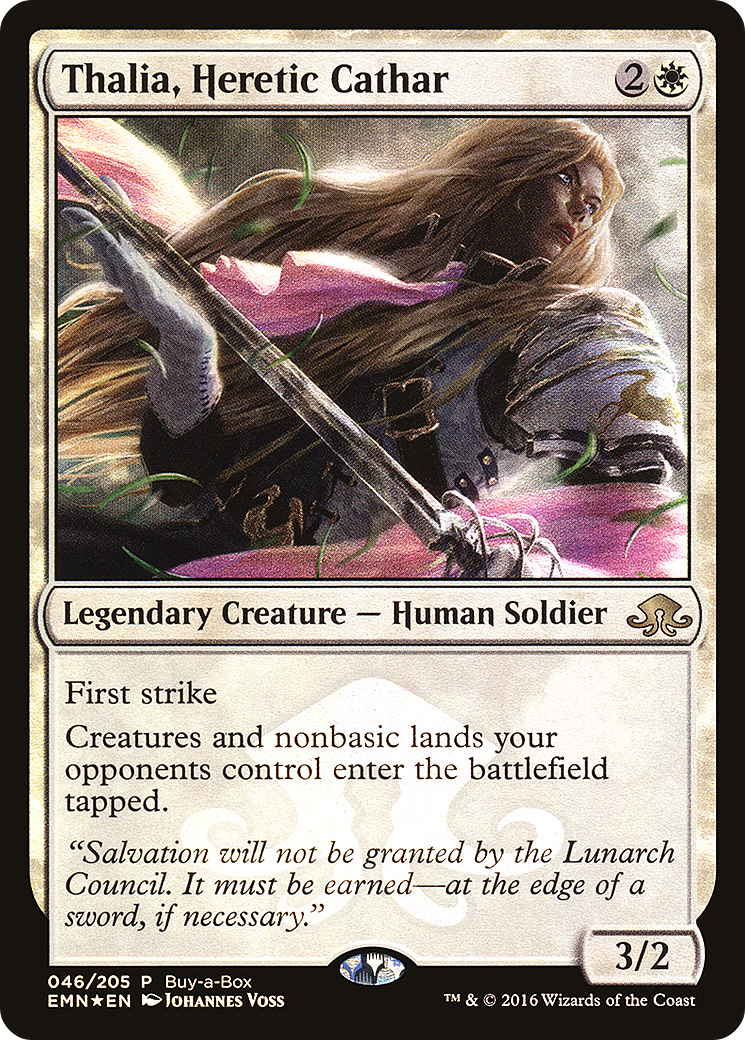 Thalia, Heretic Cathar 2
Legendary Creature — Human Soldier
First strike
Creatures and nonbasic lands your
opponents control enter the battlefield
tapped.
“Salvation will not be granted by the Lunarch
Council. It must be earned—at the edge of a
sword, if necessary.”
3/2
046/205 P Buy-a-Box
EMN★EN Johannes Voss
™ & © 2016 Wizards of the Coast